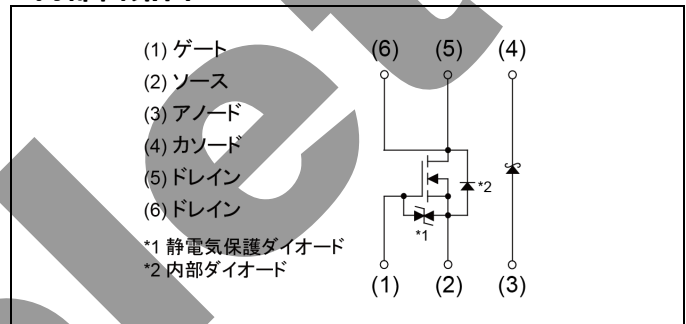 (1) ゲート
(2) ソース
(3) アノード
(4) カソード
(5) ドレイン
(6) ドレイン
*1 静電気保護ダイオード
*2 内部ダイオード
(6) (5) (4)
*2
*1
(1) (2) (3)